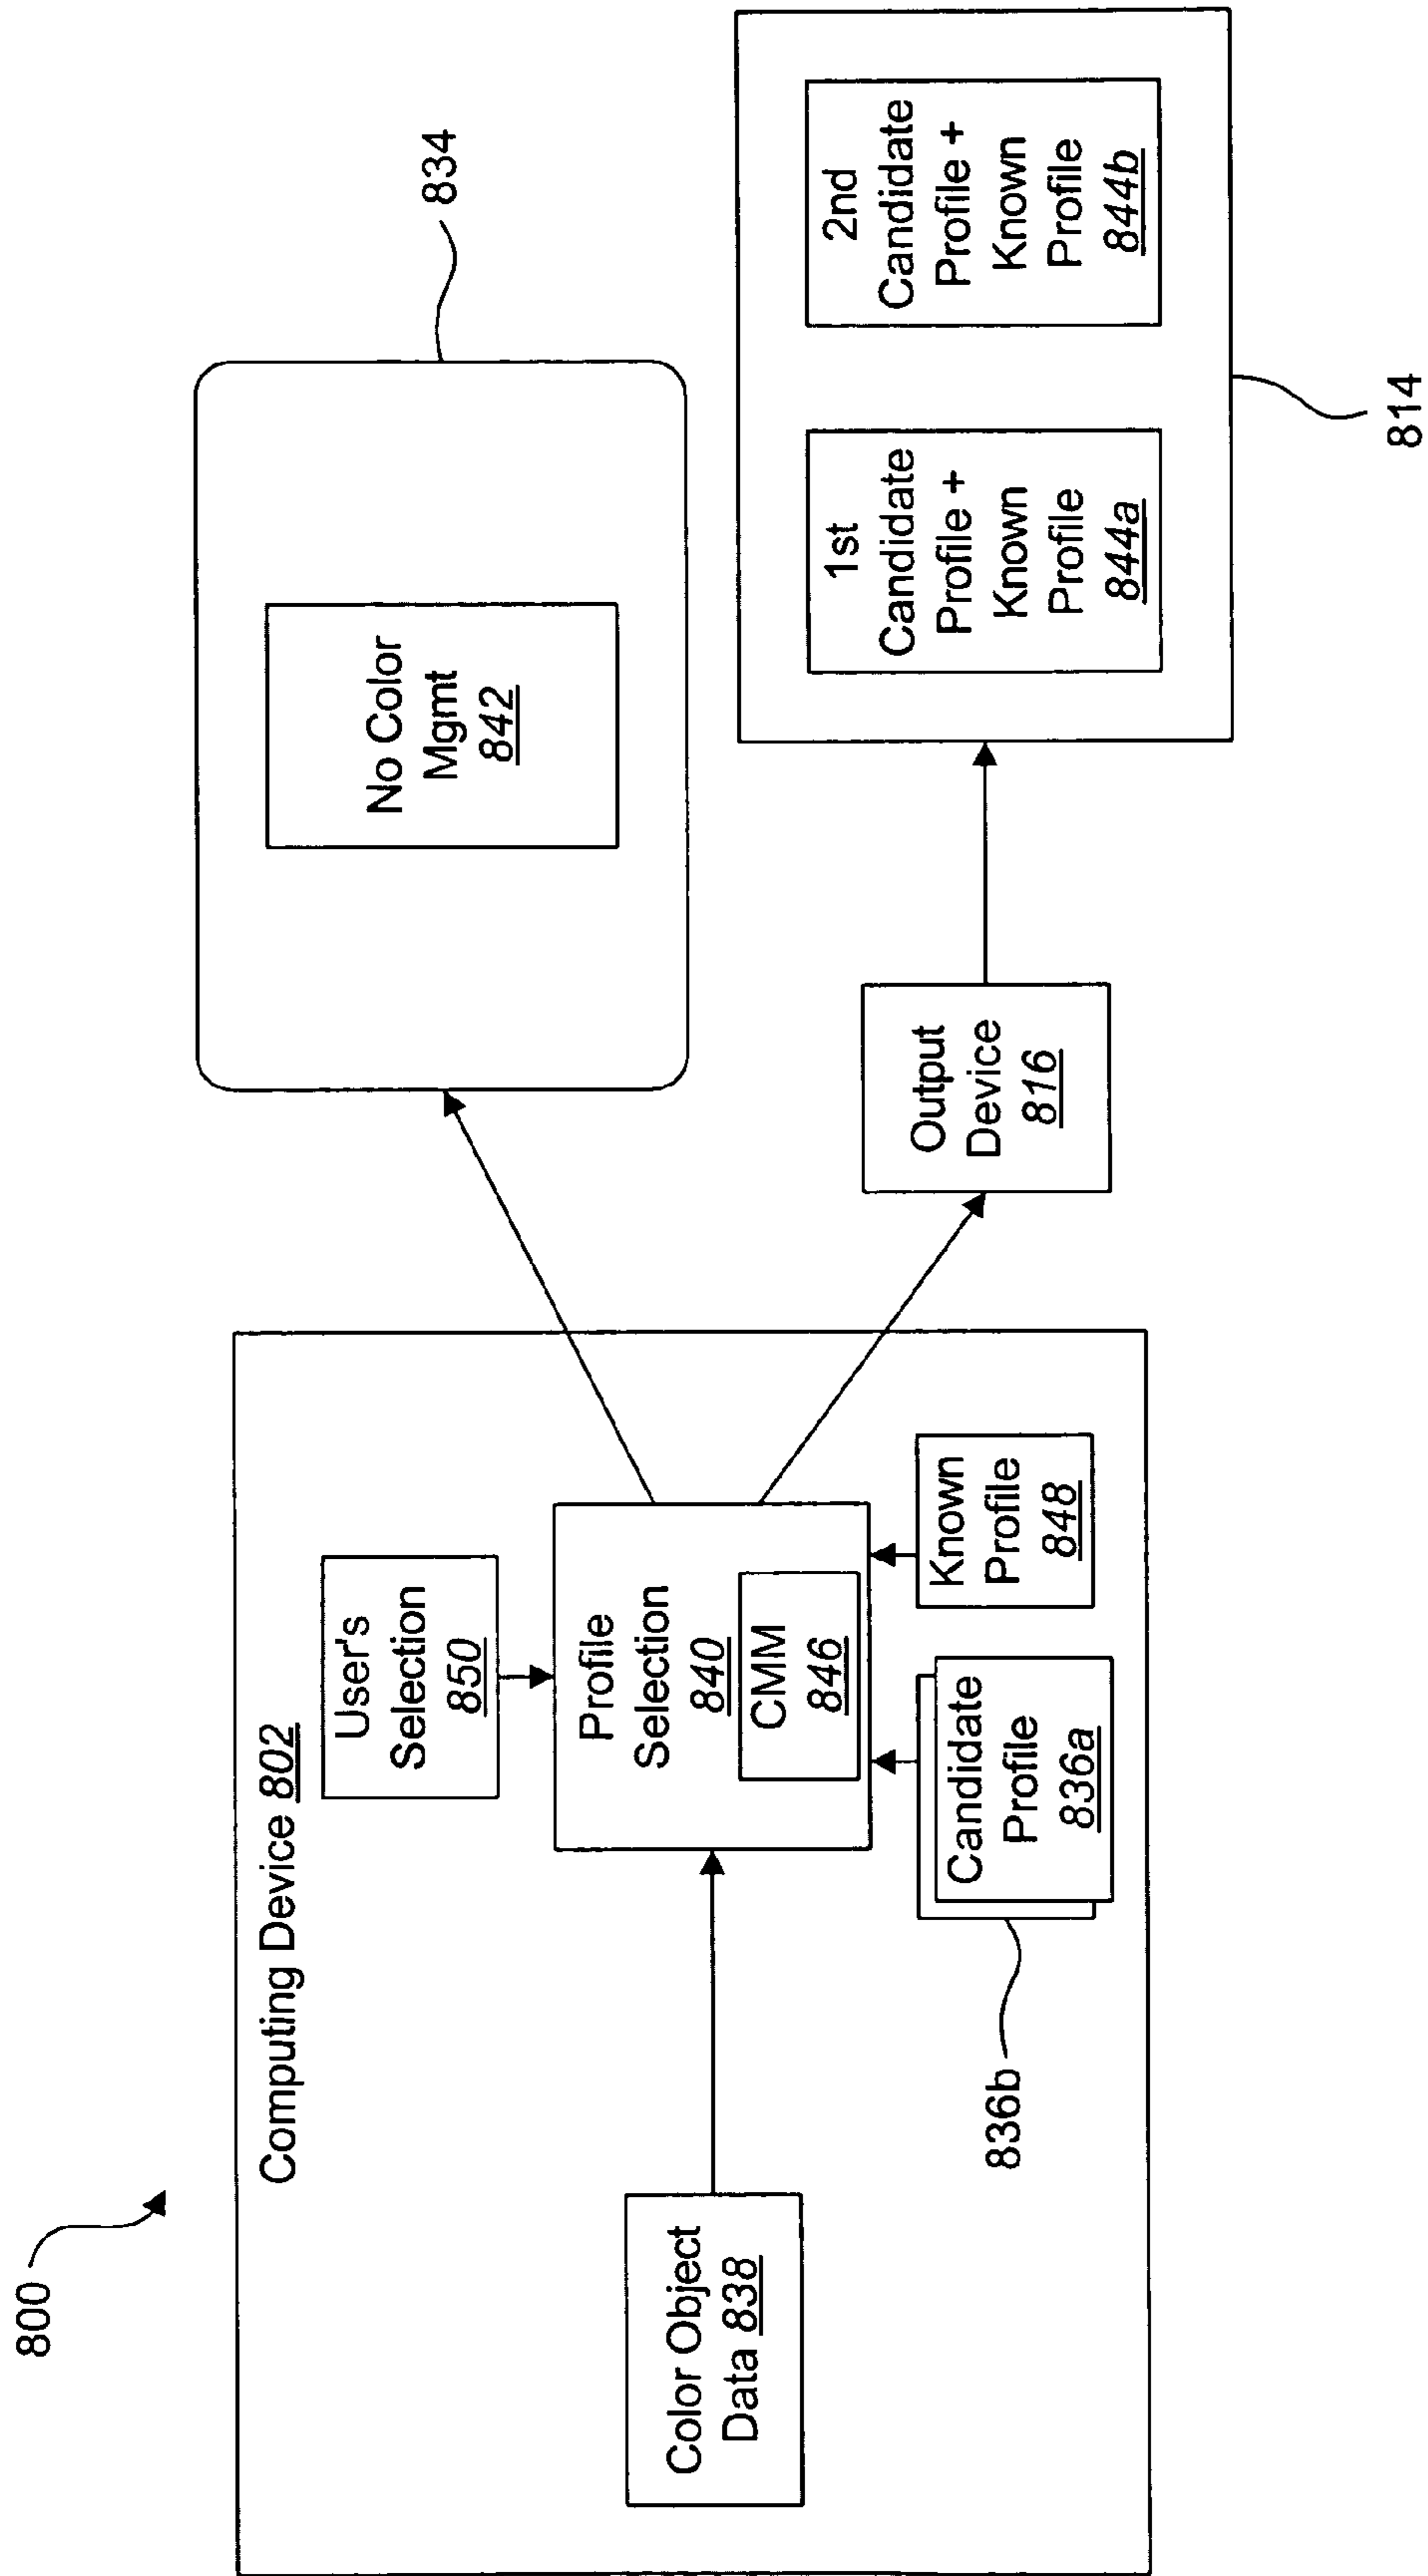 800
Computing Device 802
User's
Selection
850
Color Object
Data 838
Profile
Selection
840
CMM
846
Candidate
Profile
836a
836b
Known
Profile
848
No Color
Mgmt
842
834
Output
Device
816
1st
Candidate
Profile +
Known
Profile
844a
2nd
Candidate
Profile +
Known
Profile
844b
814